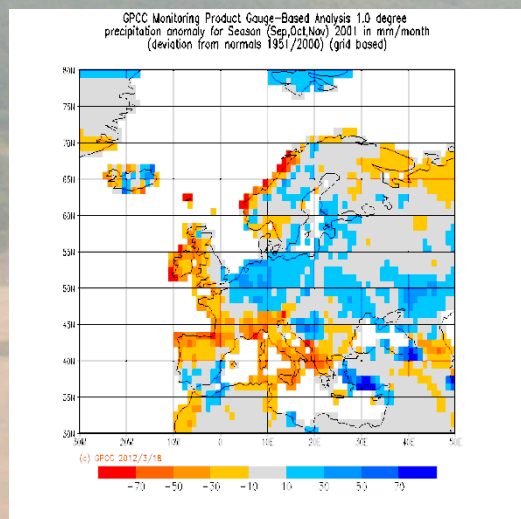 GPCC Monitoring Product Gauge-Based Analysis 1.0 degree
precipitation anomaly for Season (Sep,Oct,Nov) 2001 in mm/month
(deviation from normals 1951/2000) (grid based)
80N
75N
70N
65N
60N
55N
50N
45N
40N
35N
30N
30W 20W 10W 0 10E 20E 30E 40E 50E
(c) GPCC 2012/3/18
-70 -50 -30 -10 10 30 50 70